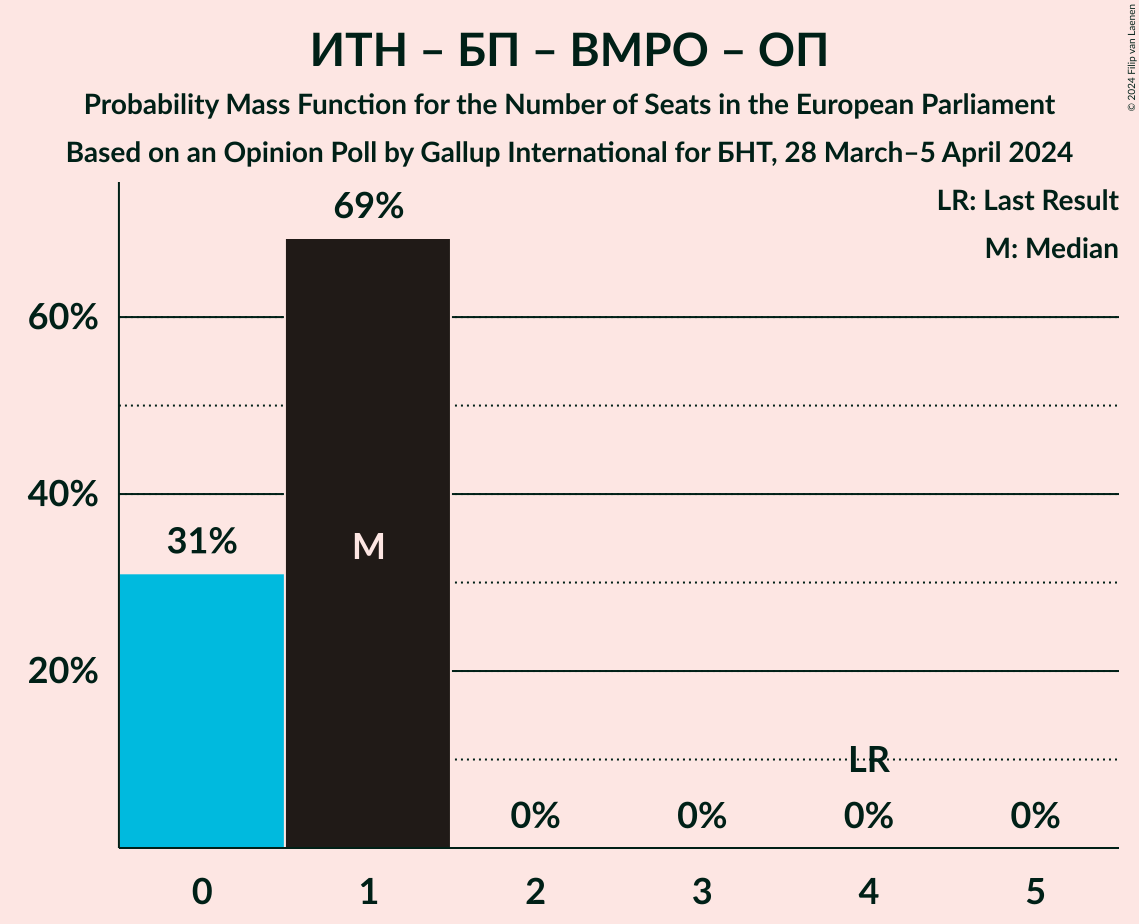 ИТН – БП – ВМРО – ОП
Probability Mass Function for the Number of Seats in the European Parliament
Based on an Opinion Poll by Gallup International for БНТ, 28 March–5 April 2024
© 2024 Filip van Laenen
LR: Last Result
M: Median
69%
60%
40%
31%
M
20%
LR
0% 0% 0% 0%
0 1 2 3 4 5